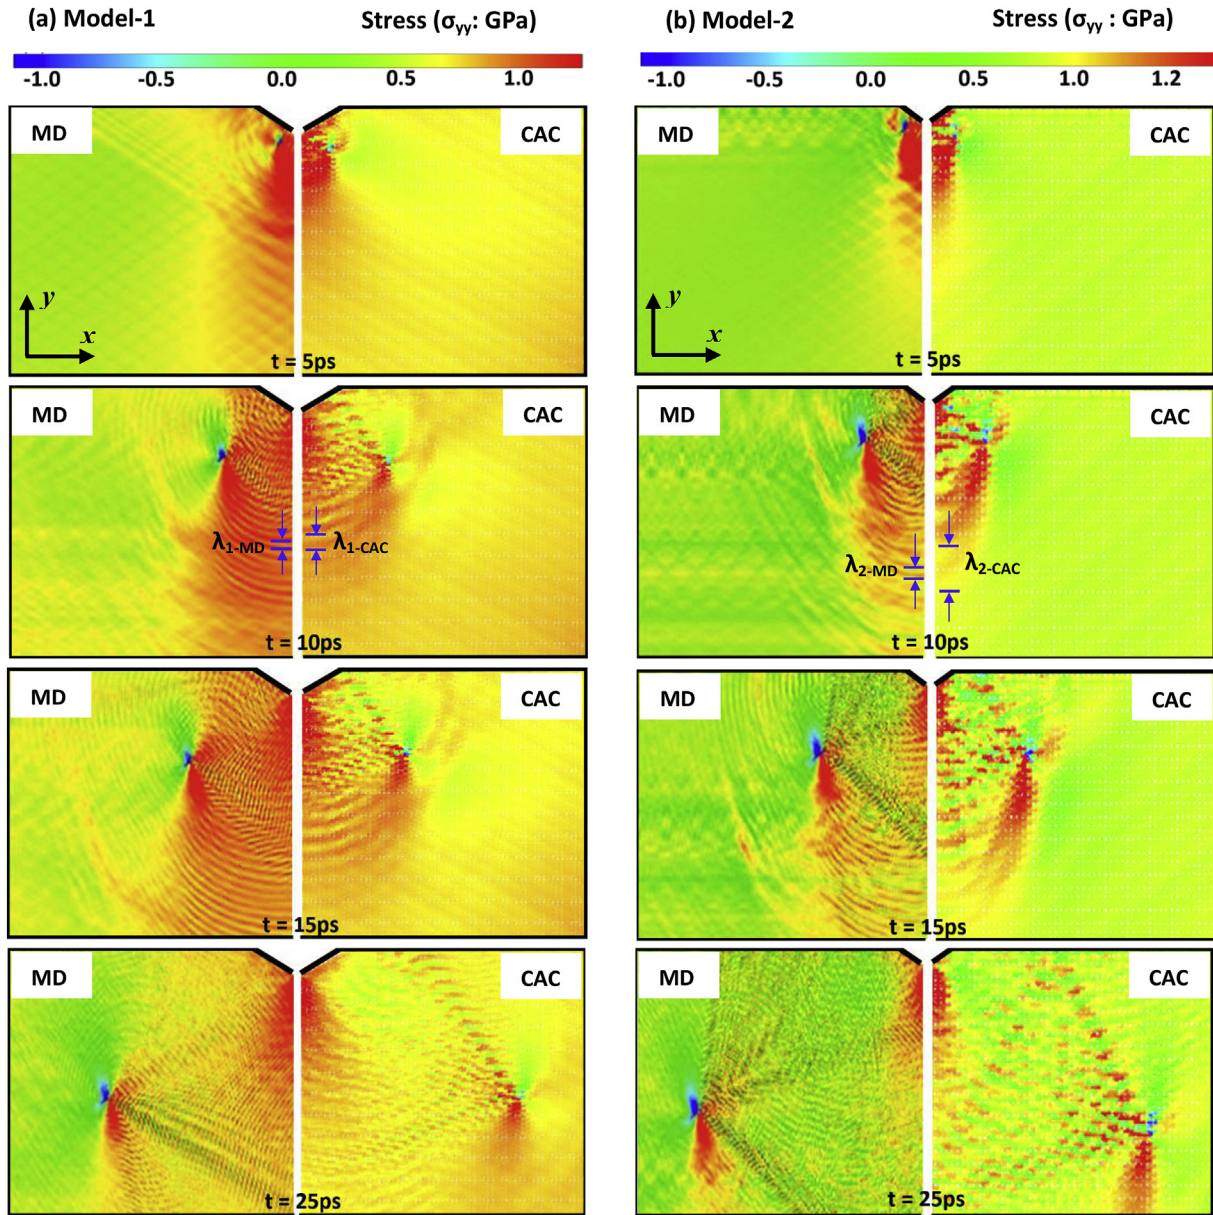 (a) Model-1 Stress (σyy: GPa)
-1.0 -0.5 0.0 0.5 1.0
MD CAC
y
x
t = 5ps
MD CAC
λ1-MD λ1-CAC
t = 10ps
MD CAC
t = 15ps
MD CAC
t = 25ps
(b) Model-2 Stress (σyy : GPa)
-1.0 -0.5 0.0 0.5 1.0 1.2
MD CAC
y
x
t = 5ps
MD CAC
λ2-MD λ2-CAC
t = 10ps
MD CAC
t = 15ps
MD CAC
t = 25ps